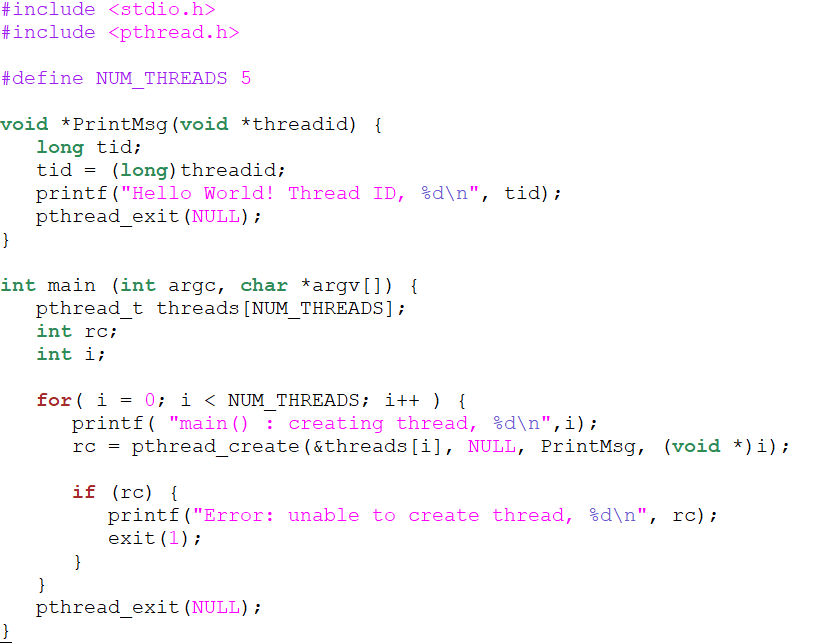 #include <stdio.h>
#include <pthread.h>

#define NUM_THREADS 5

void *PrintMsg(void *threadid) {
   long tid;
   tid = (long)threadid;
   printf("Hello World! Thread ID, %d\n", tid);
   pthread_exit(NULL);
}

int main (int argc, char *argv[]) {
   pthread_t threads[NUM_THREADS];
   int rc;
   int i;

   for( i = 0; i < NUM_THREADS; i++ ) {
      printf( "main() : creating thread, %d\n",i);
      rc = pthread_create(&threads[i], NULL, PrintMsg, (void *)i);

      if (rc) {
         printf("Error: unable to create thread, %d\n", rc);
         exit(1);
      }
   }
   pthread_exit(NULL);
}